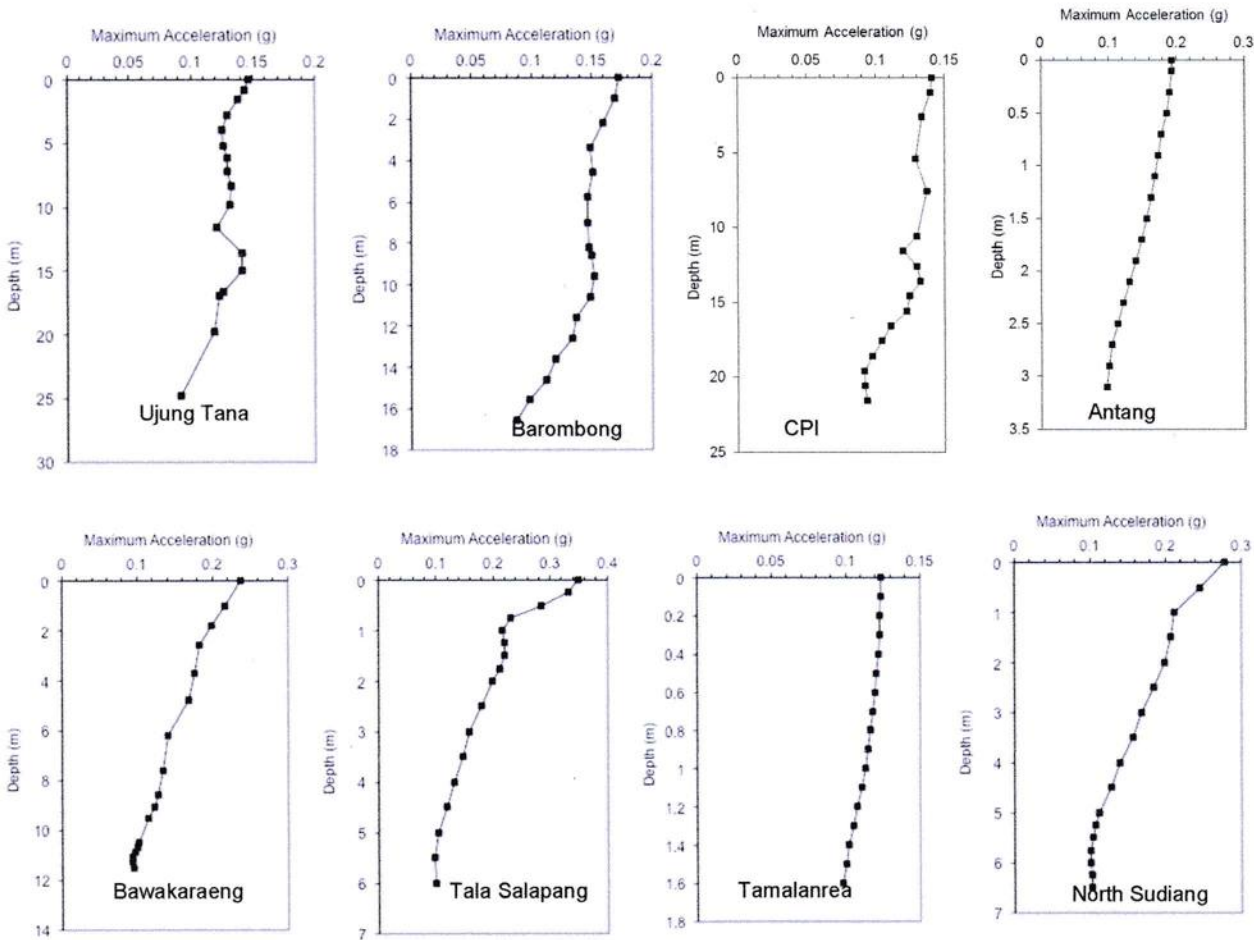 Maximum Acceleration (g)
0 0.05 0.1 0.15 0.2
0
5
10
15
20
25
30
Depth (m)
Ujung Tana
Maximum Acceleration (g)
0 0.05 0.1 0.15 0.2
0
2
4
6
8
10
12
14
16
18
Depth (m)
Barombong
Maximum Acceleration (g)
0 0.05 0.1 0.15
0
5
10
15
20
25
Depth (m)
CPI
Maximum Acceleration (g)
0 0.1 0.2 0.3
0
0.5
1
1.5
2
2.5
3
3.5
Depth (m)
Antang
Maximum Acceleration (g)
0 0.1 0.2 0.3
0
2
4
6
8
10
12
14
Depth (m)
Bawakaraeng
Maximum Acceleration (g)
0 0.1 0.2 0.3 0.4
0
1
2
3
4
5
6
7
Depth (m)
Tala Salapang
Maximum Acceleration (g)
0 0.05 0.1 0.15
0
0.2
0.4
0.6
0.8
1
1.2
1.4
1.6
1.8
Depth (m)
Tamalanrea
Maximum Acceleration (g)
0 0.1 0.2 0.3
0
1
2
3
4
5
6
7
Depth (m)
North Sudiang